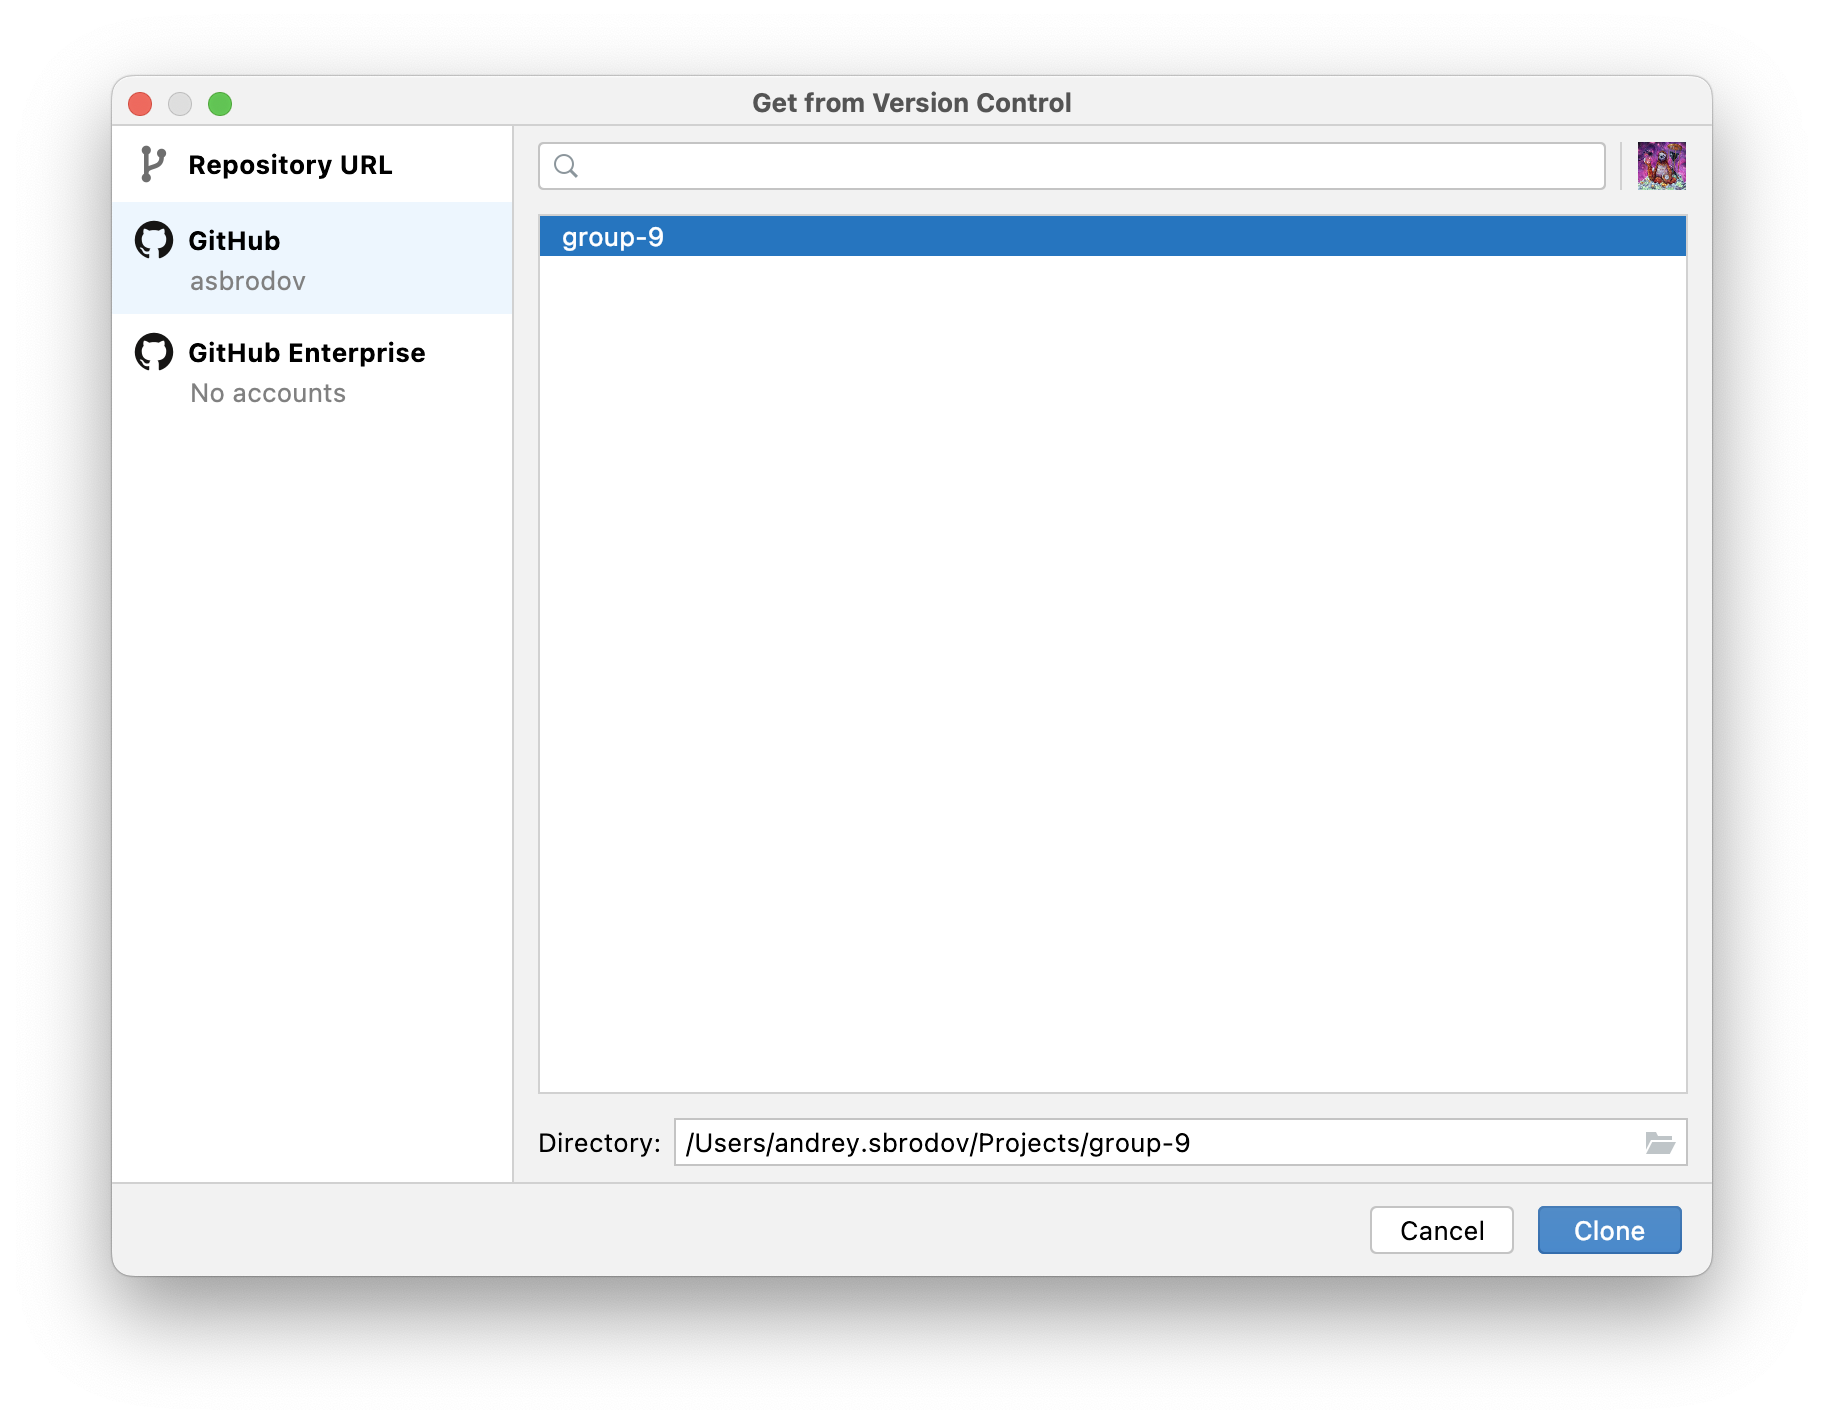 Get from Version Control
Repository URL
GitHub
asbrodov
GitHub Enterprise
No accounts
group-9
Directory: /Users/andrey.sbrodov/Projects/group-9
Cancel Clone